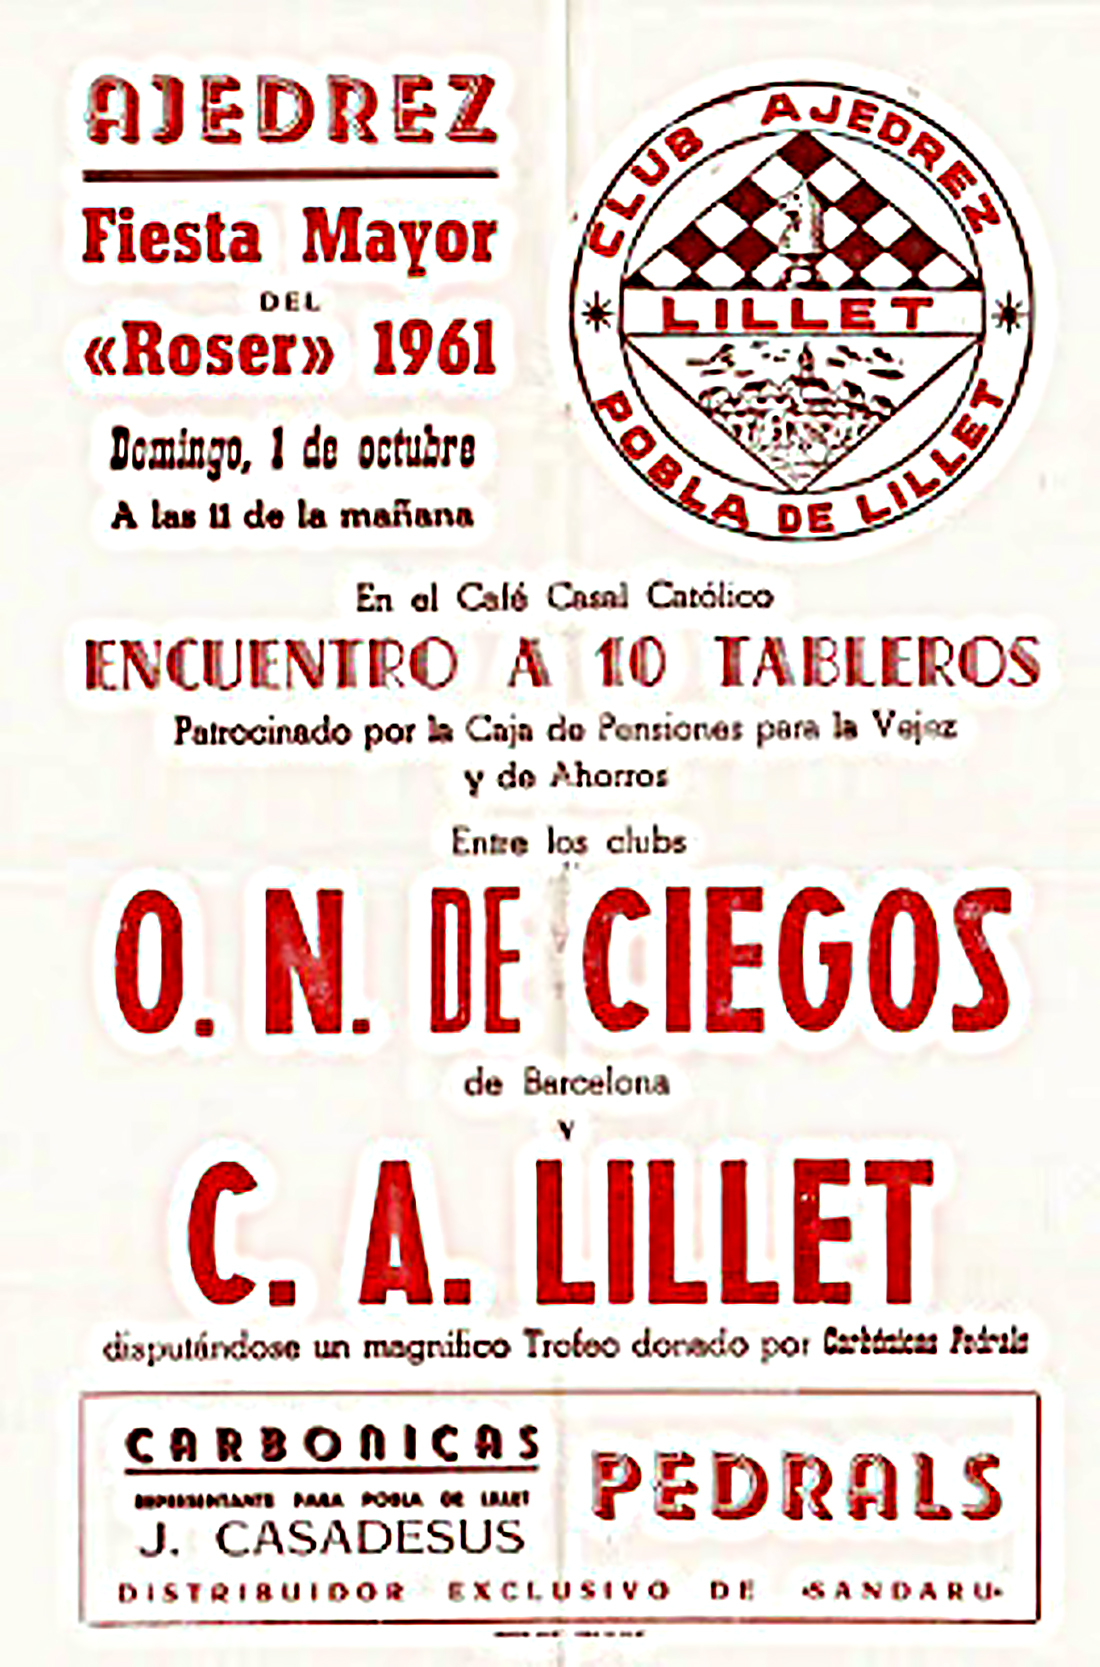 AJEDREZ
Fiesta Mayor
DEL
«Roser» 1961
Domingo, 1 de octubre
A las 11 de la mañana
CLUB AJEDREZ
LILLET
POBLA DE LILLET
En el Café Casal Católico
ENCUENTRO A 10 TABLEROS
Patrocinado por la Caja de Pensiones para la Vejez
y de Ahorros
Entre los clubs
O. N. DE CIEGOS
de Barcelona
y
C. A. LILLET
disputándose un magnífico Trofeo donado por Carbónicas Pedrals
CARBONICAS
REPRESENTANTE PARA POBLA DE LILLET
J. CASADESUS
PEDRALS
DISTRIBUIDOR EXCLUSIVO DE «SANDARU»